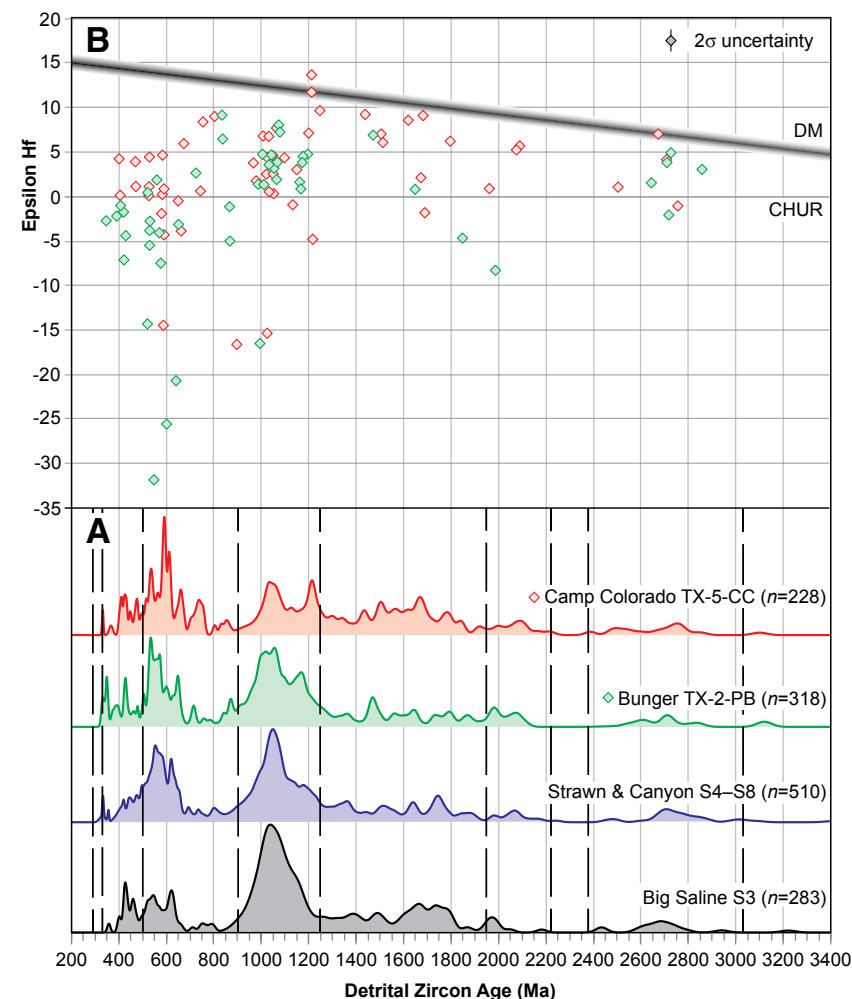 B
2σ uncertainty
20
15
10
5
0
-5
-10
-15
-20
-25
-30
-35
Epsilon Hf
DM
CHUR
A
Camp Colorado TX-5-CC (n=228)
Bunger TX-2-PB (n=318)
Strawn & Canyon S4–S8 (n=510)
Big Saline S3 (n=283)
200 400 600 800 1000 1200 1400 1600 1800 2000 2200 2400 2600 2800 3000 3200 3400
Detrital Zircon Age (Ma)